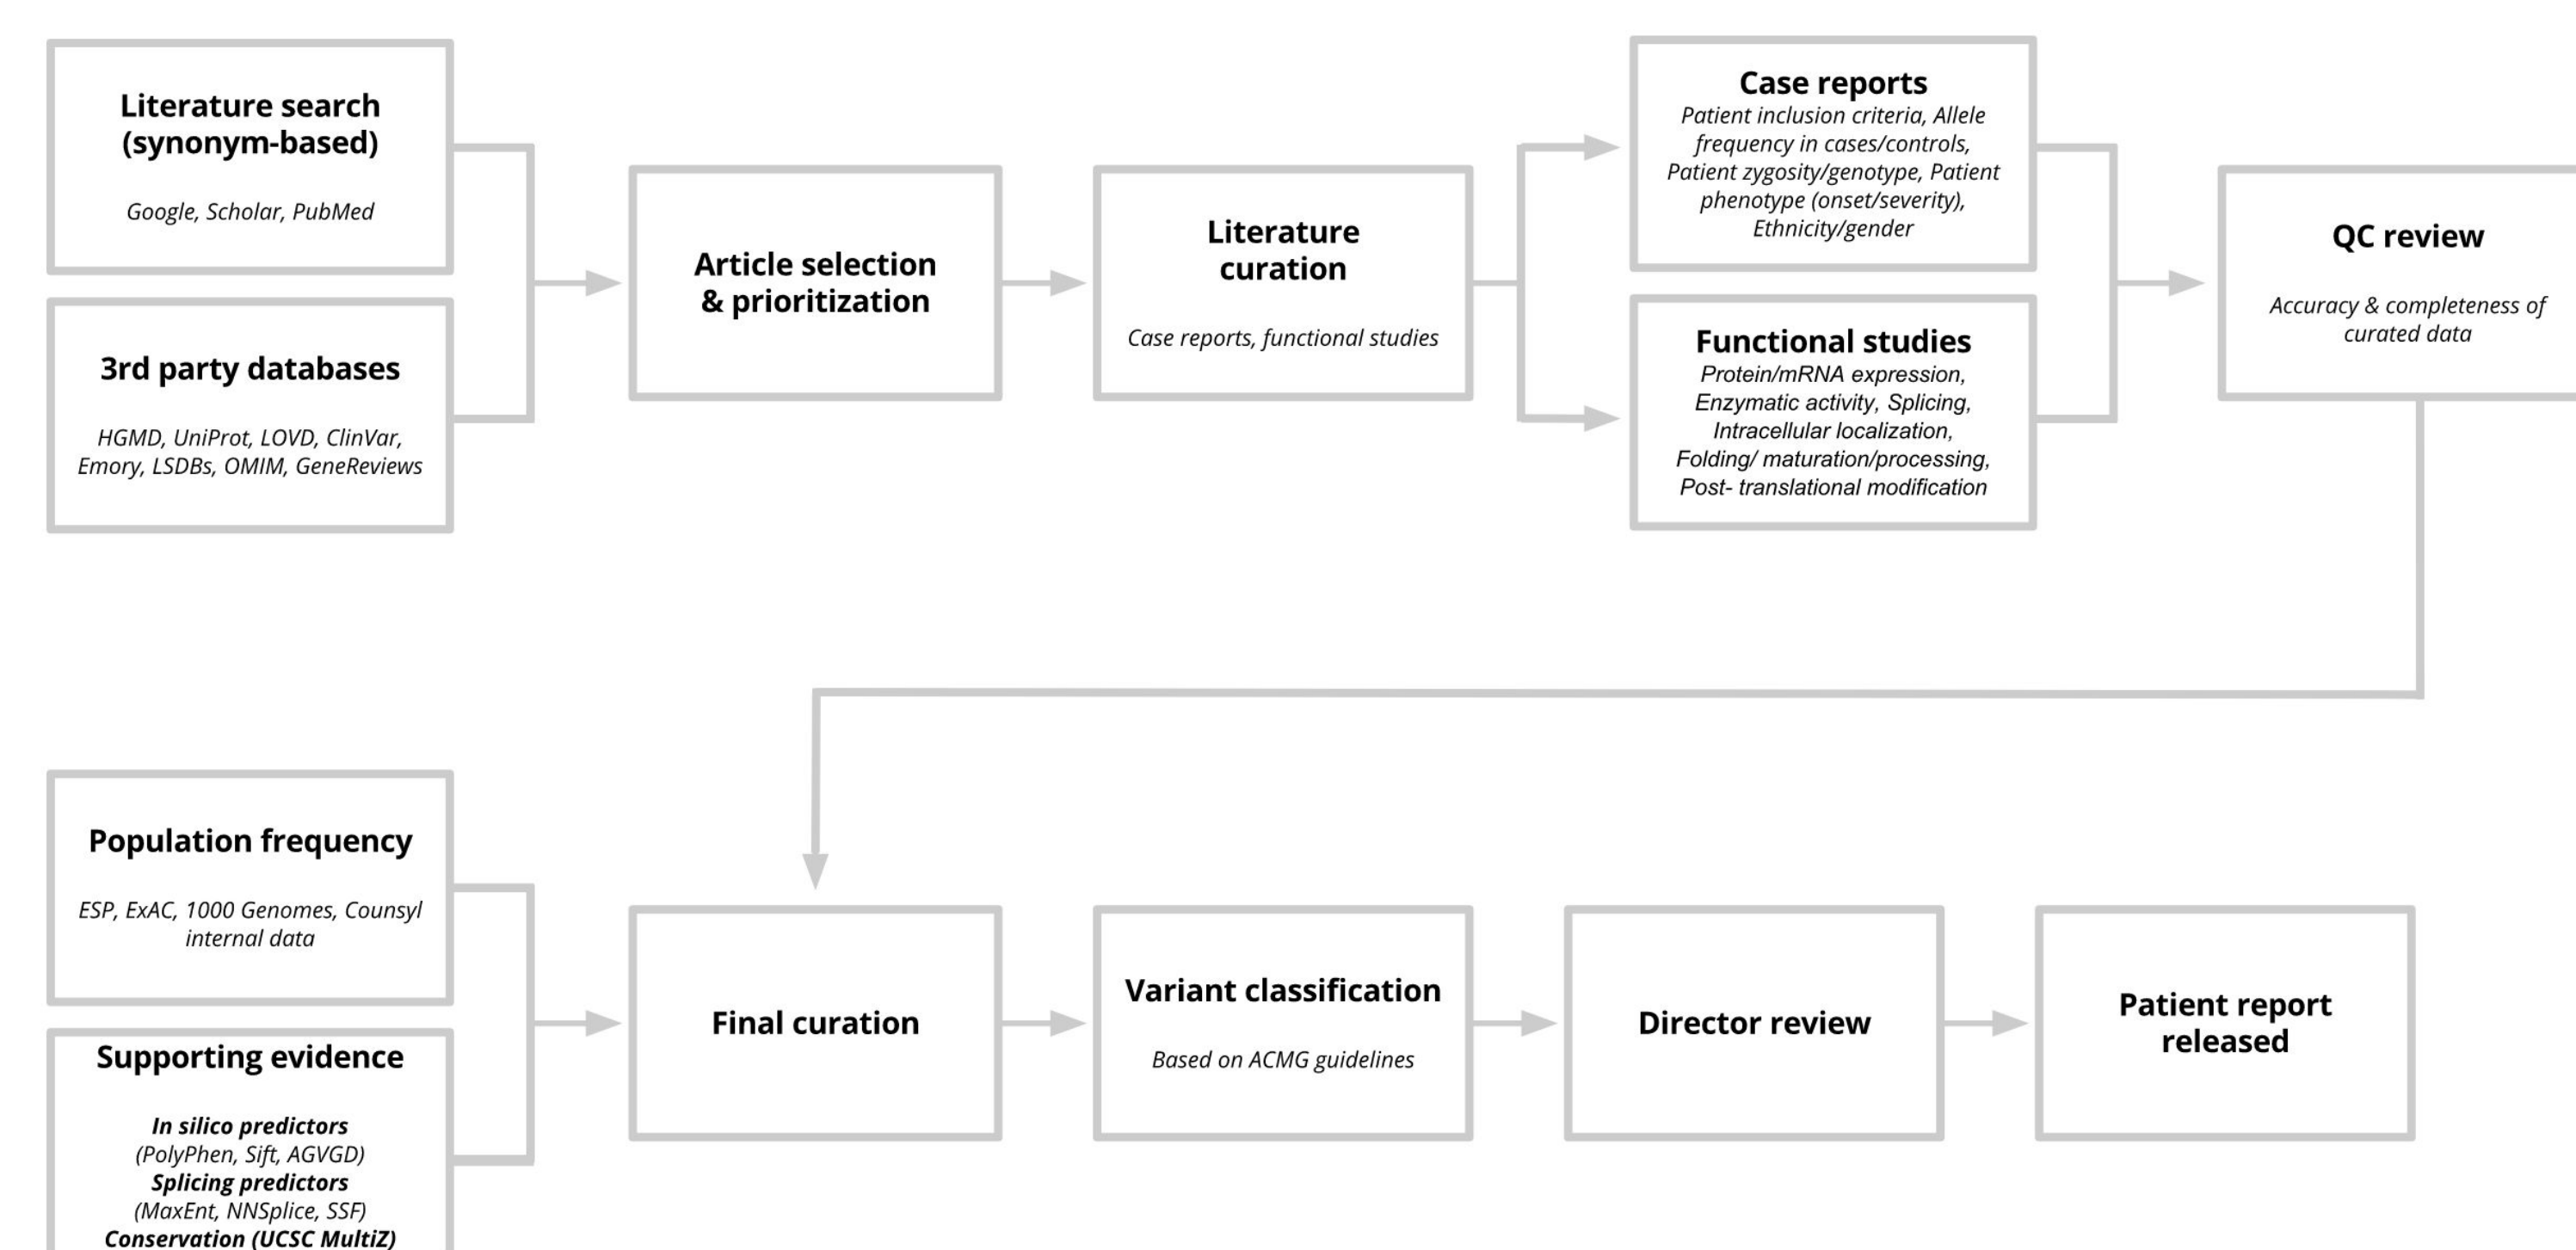 Literature search
(synonym-based)
Google, Scholar, PubMed
3rd party databases
HGMD, UniProt, LOVD, ClinVar,
Emory, LSDBs, OMIM, GeneReviews
Article selection
& prioritization
Literature
curation
Case reports, functional studies
Case reports
Patient inclusion criteria, Allele
frequency in cases/controls,
Patient zygosity/genotype, Patient
phenotype (onset/severity),
Ethnicity/gender
Functional studies
Protein/mRNA expression,
Enzymatic activity, Splicing,
Intracellular localization,
Folding/ maturation/processing,
Post- translational modification
QC review
Accuracy & completeness of
curated data
Population frequency
ESP, ExAC, 1000 Genomes, Counsyl
internal data
Supporting evidence
In silico predictors
(PolyPhen, Sift, AGVGD)
Splicing predictors
(MaxEnt, NNSplice, SSF)
Conservation (UCSC MultiZ)
Final curation
Variant classification
Based on ACMG guidelines
Director review
Patient report
released